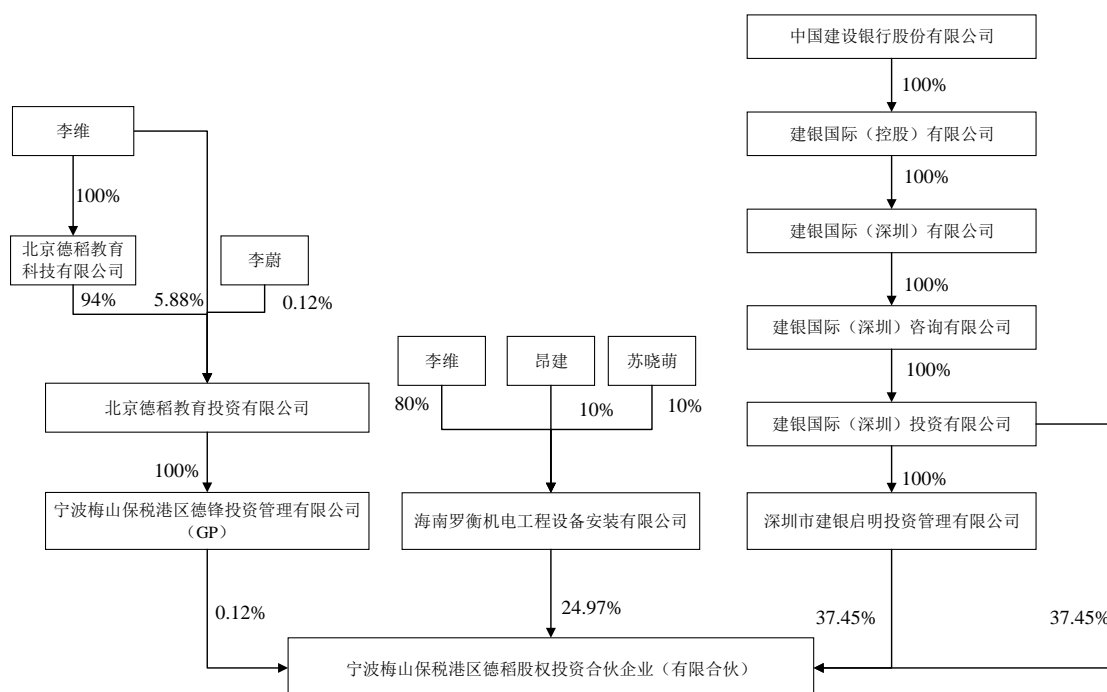 中国建设银行股份有限公司
100%
李维
建银国际（控股）有限公司
100%
100%
北京德稻教育
科技有限公司
李蔚
建银国际（深圳）有限公司
94%
5.88%
0.12%
100%
建银国际（深圳）咨询有限公司
李维
昂建
苏晓萌
100%
80%
10%
10%
北京德稻教育投资有限公司
建银国际（深圳）投资有限公司
100%
100%
宁波梅山保税港区德锋投资管理有限公司
（GP）
海南罗衡机电工程设备安装有限公司
深圳市建银启明投资管理有限公司
0.12%
24.97%
37.45%
37.45%
宁波梅山保税港区德稻股权投资合伙企业（有限合伙）